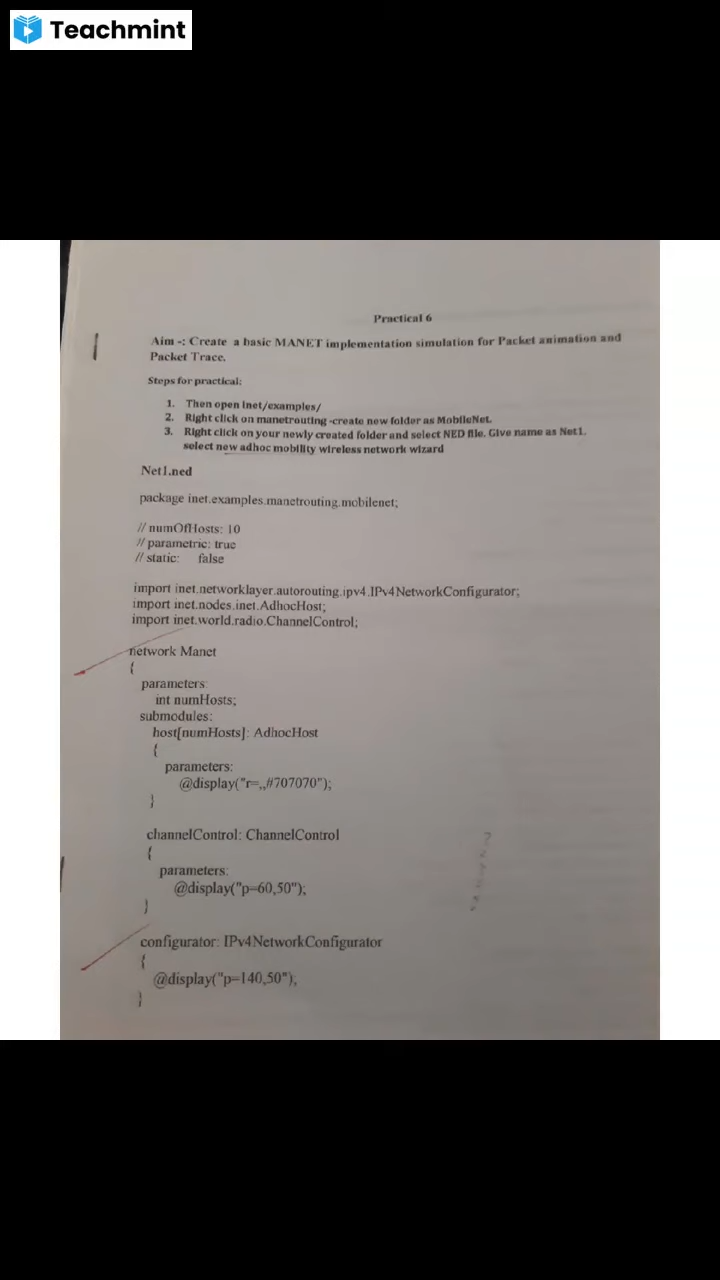 Teachmint
Practical 6
Aim -: Create a basic MANET implementation simulation for Packet animation and
Packet Trace.
Steps for practical:
1. Then open inet/examples/
2. Right click on manetrouting -create new folder as MobileNet.
3. Right click on your newly created folder and select NED file. Give name as Net1.
select new adhoc mobility wireless network wizard
Net1.ned
package inet.examples.manetrouting.mobilenet;
// numOfHosts: 10
// parametric: true
// static: false
import inet.networklayer.autorouting.ipv4.IPv4NetworkConfigurator;
import inet.nodes.inet.AdhocHost;
import inet.world.radio.ChannelControl;
network Manet
{
parameters:
int numHosts;
submodules:
host[numHosts]: AdhocHost
{
parameters:
@display("r=,,#707070");
}
channelControl: ChannelControl
{
parameters:
@display("p=60,50");
}
configurator: IPv4NetworkConfigurator
{
@display("p=140,50");
}